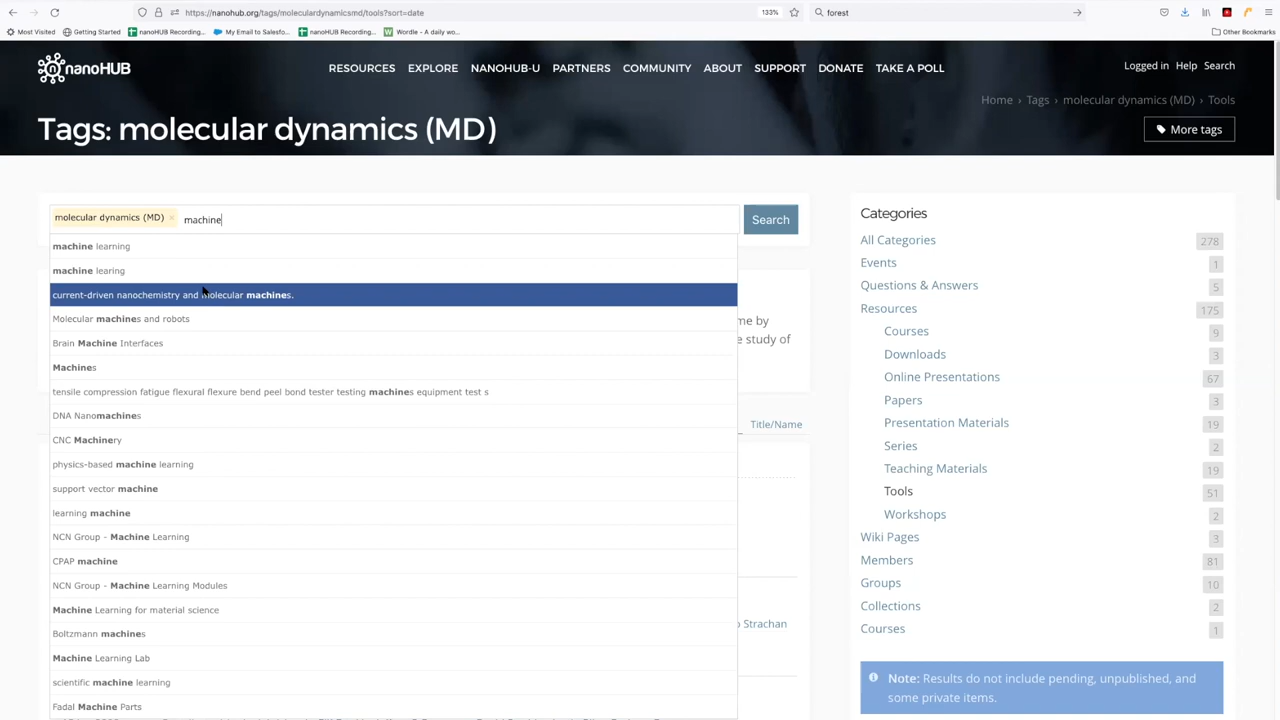 https://nanohub.org/tags/moleculardynamicsmd/tools?sort=date
133%
forest
Most Visited
Getting Started
nanoHUB Recording...
My Email to Salesfo...
nanoHUB Recording...
Wordle - A daily wo...
Other Bookmarks
nanoHUB
RESOURCES
EXPLORE
NANOHUB-U
PARTNERS
COMMUNITY
ABOUT
SUPPORT
DONATE
TAKE A POLL
Logged in
Help
Search
Home › Tags › molecular dynamics (MD) › Tools
Tags: molecular dynamics (MD)
More tags
molecular dynamics (MD) × machine
Search
machine learning
machine learing
current-driven nanochemistry and molecular machines.
Molecular machines and robots
Brain Machine Interfaces
Machines
tensile compression fatigue flexural flexure bend peel bond tester testing machines equipment test s
DNA Nanomachines
CNC Machinery
physics-based machine learning
support vector machine
learning machine
NCN Group - Machine Learning
CPAP machine
NCN Group - Machine Learning Modules
Machine Learning for material science
Boltzmann machines
Machine Learning Lab
scientific machine learning
Fadal Machine Parts
me by
e study of
Title/Name
o Strachan
Categories
All Categories 278
Events 1
Questions & Answers 5
Resources 175
Courses 9
Downloads 3
Online Presentations 67
Papers 3
Presentation Materials 19
Series 2
Teaching Materials 19
Tools 51
Workshops 2
Wiki Pages 3
Members 81
Groups 10
Collections 2
Courses 1
Note: Results do not include pending, unpublished, and
some private items.